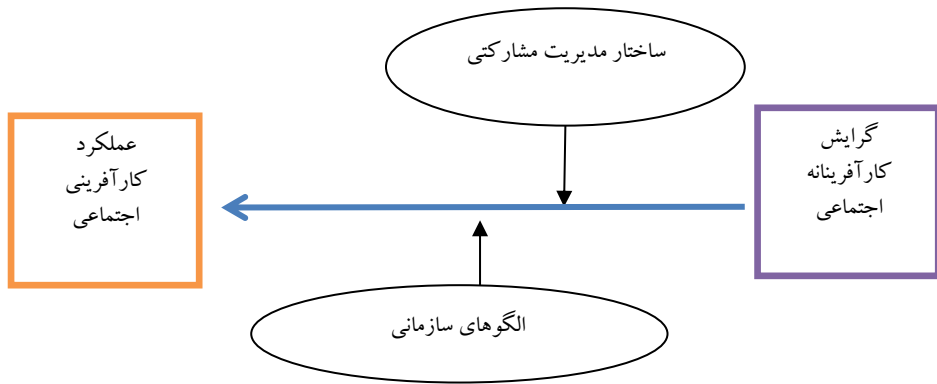 ساختار مدیریت مشارکتی
گرایش
کارآفرینانه
اجتماعی
عملکرد
کارآفرینی
اجتماعی
الگوهای سازمانی